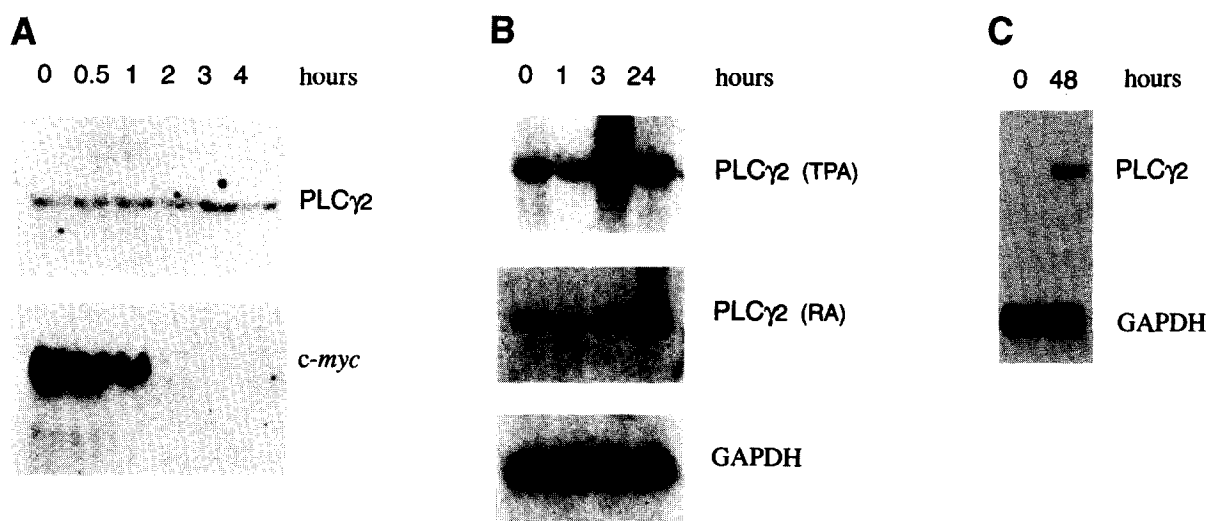 A
0 0.5 1 2 3 4 hours
PLCγ2
c-myc
B
0 1 3 24 hours
PLCγ2 (TPA)
PLCγ2 (RA)
GAPDH
C
0 48 hours
PLCγ2
GAPDH